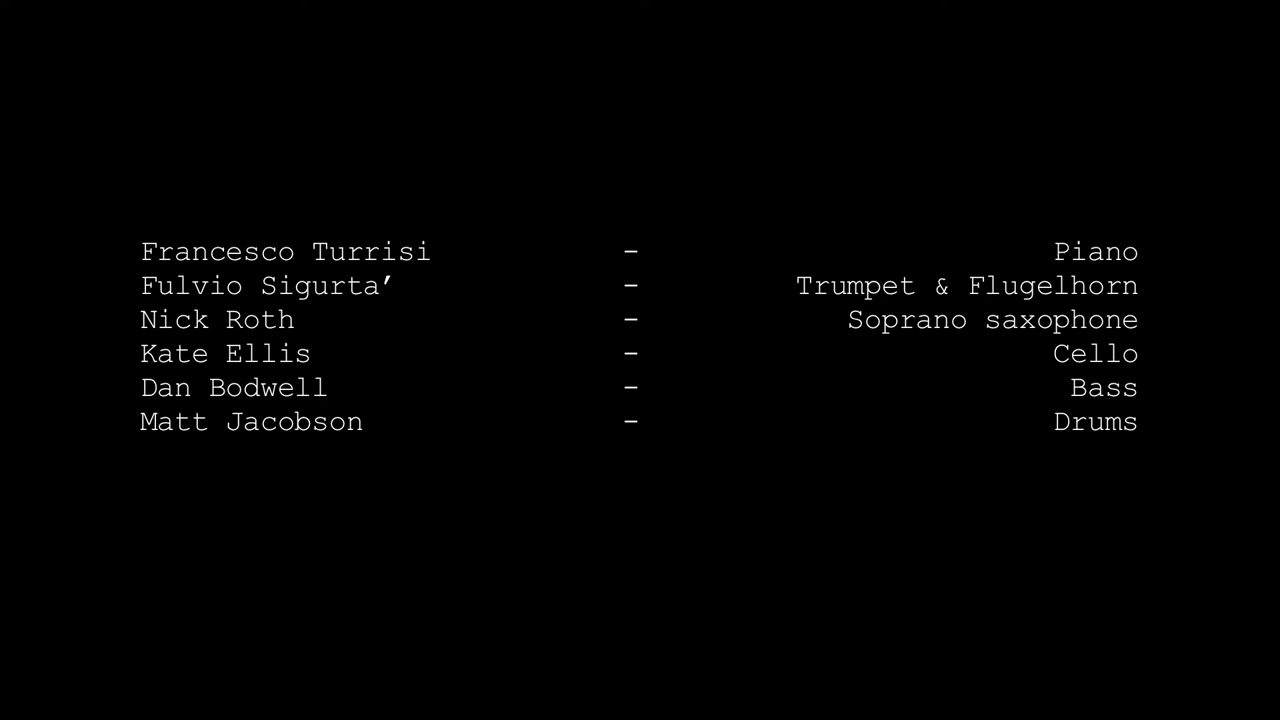 Francesco Turrisi - Piano
Fulvio Sigurta’ - Trumpet & Flugelhorn
Nick Roth - Soprano saxophone
Kate Ellis - Cello
Dan Bodwell - Bass
Matt Jacobson - Drums